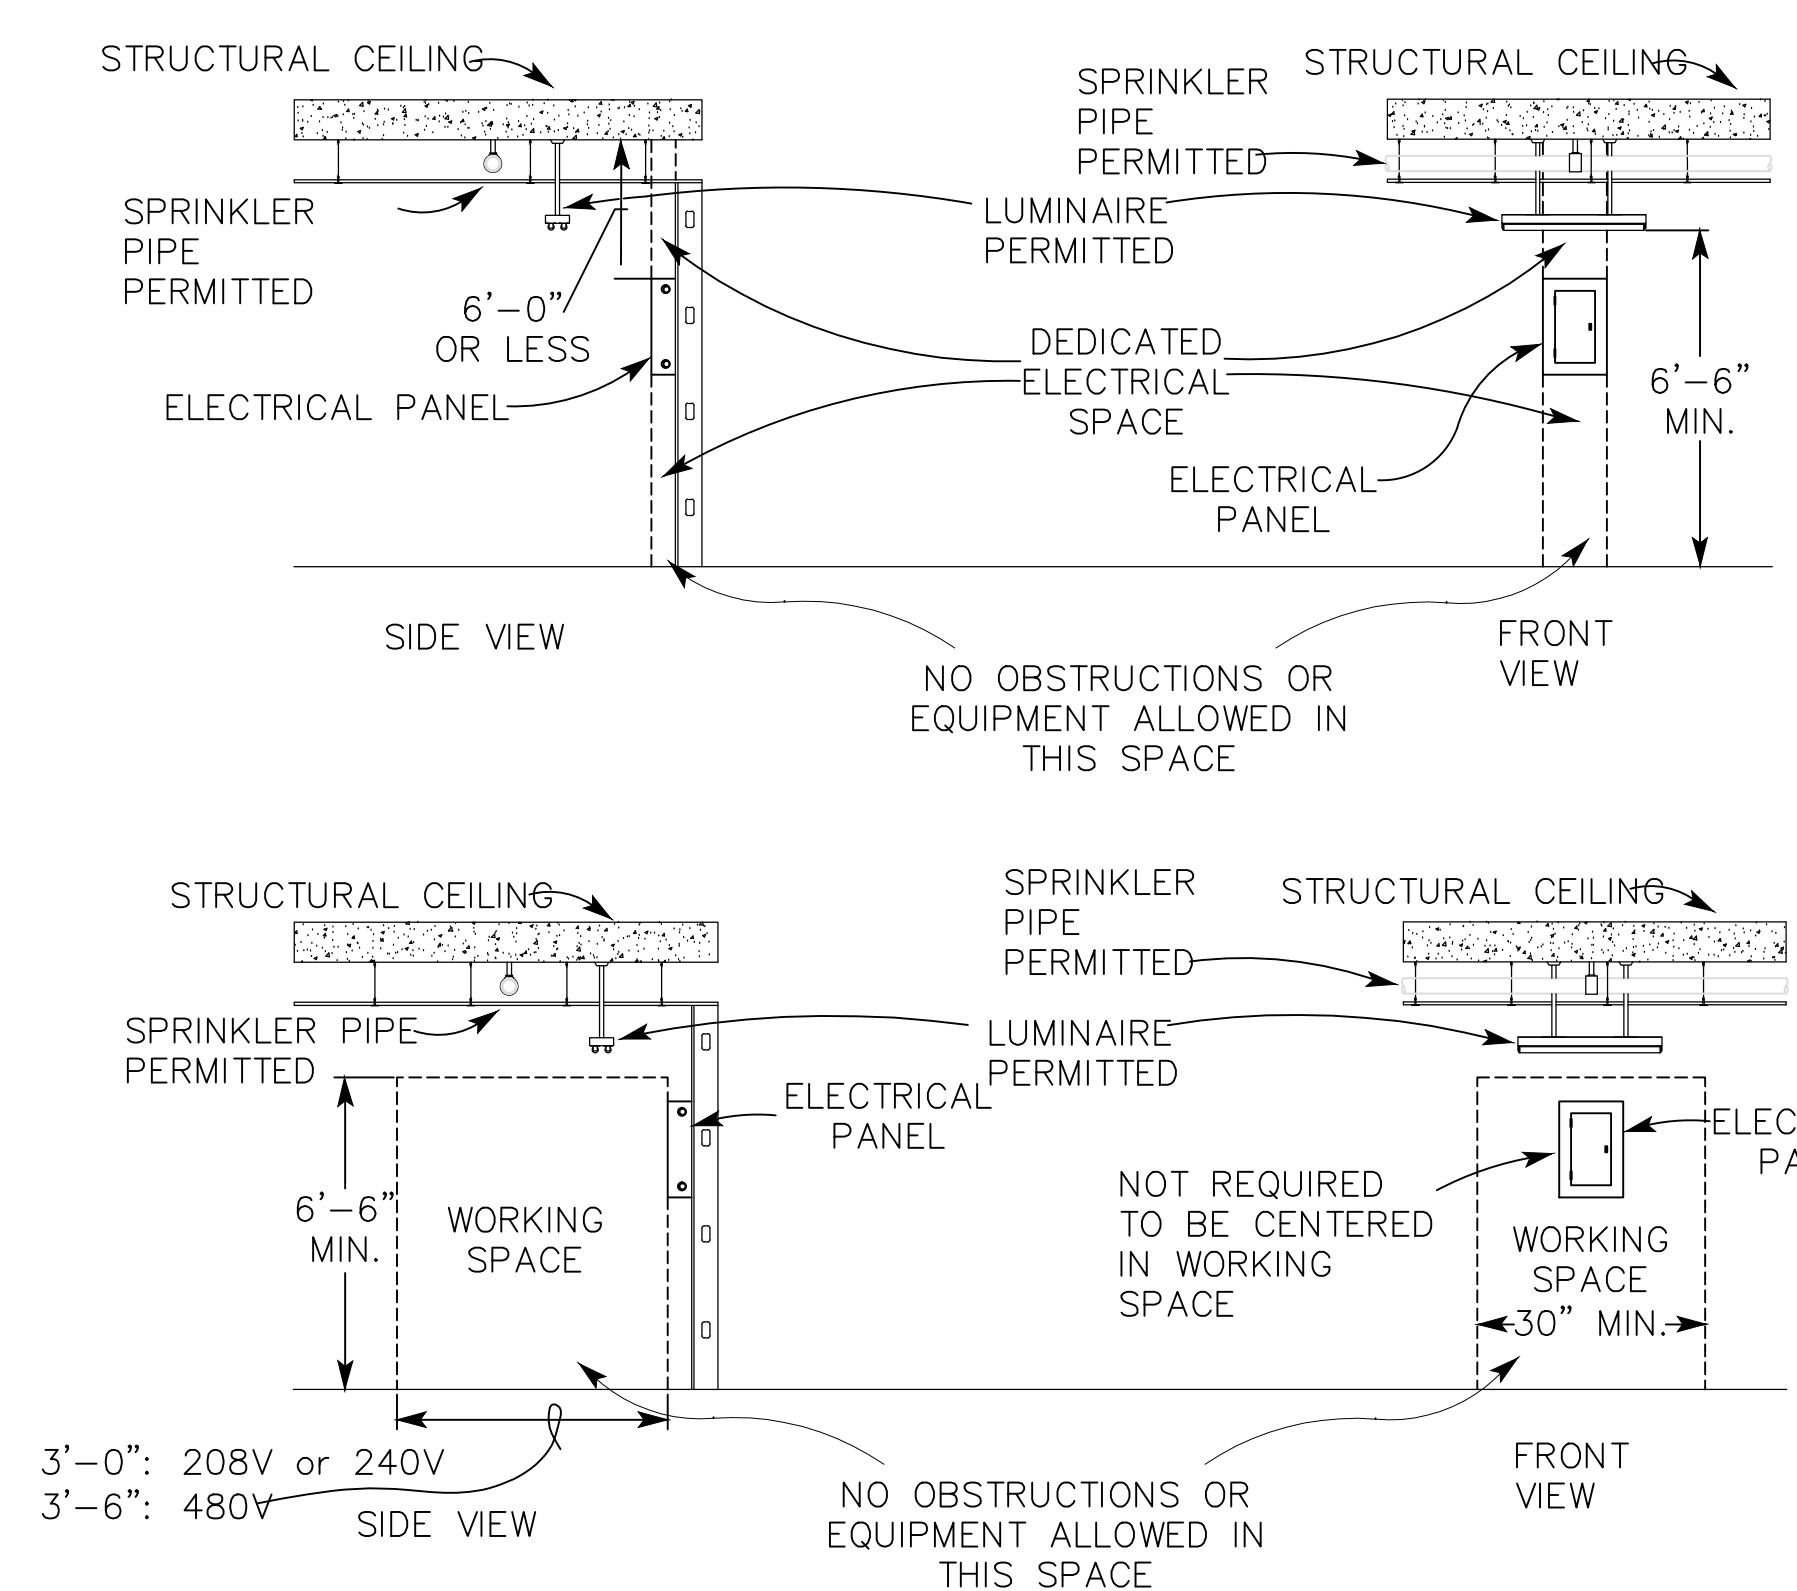 STRUCTURAL CEILING
SPRINKLER
PIPE
PERMITTED
6'-0"
OR LESS
ELECTRICAL PANEL
SIDE VIEW
LUMINAIRE
PERMITTED
DEDICATED
ELECTRICAL
SPACE
NO OBSTRUCTIONS OR
EQUIPMENT ALLOWED IN
THIS SPACE
STRUCTURAL CEILING
SPRINKLER
PIPE
PERMITTED
6'-6"
MIN.
ELECTRICAL
PANEL
FRONT
VIEW
STRUCTURAL CEILING
SPRINKLER PIPE
PERMITTED
6'-6"
MIN.
WORKING
SPACE
ELECTRICAL
PANEL
3'-0": 208V or 240V
3'-6": 480V
SIDE VIEW
LUMINAIRE
PERMITTED
NO OBSTRUCTIONS OR
EQUIPMENT ALLOWED IN
THIS SPACE
SPRINKLER
PIPE
PERMITTED
STRUCTURAL CEILING
ELEC
PA
NOT REQUIRED
TO BE CENTERED
IN WORKING
SPACE
WORKING
SPACE
30" MIN.
FRONT
VIEW